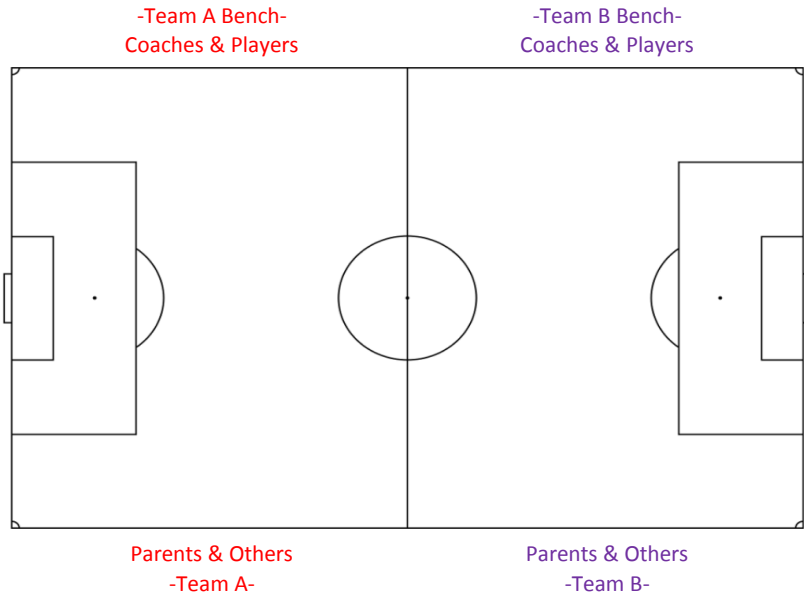 -Team A Bench-
Coaches & Players
-Team B Bench-
Coaches & Players
Parents & Others
-Team A-
Parents & Others
-Team B-